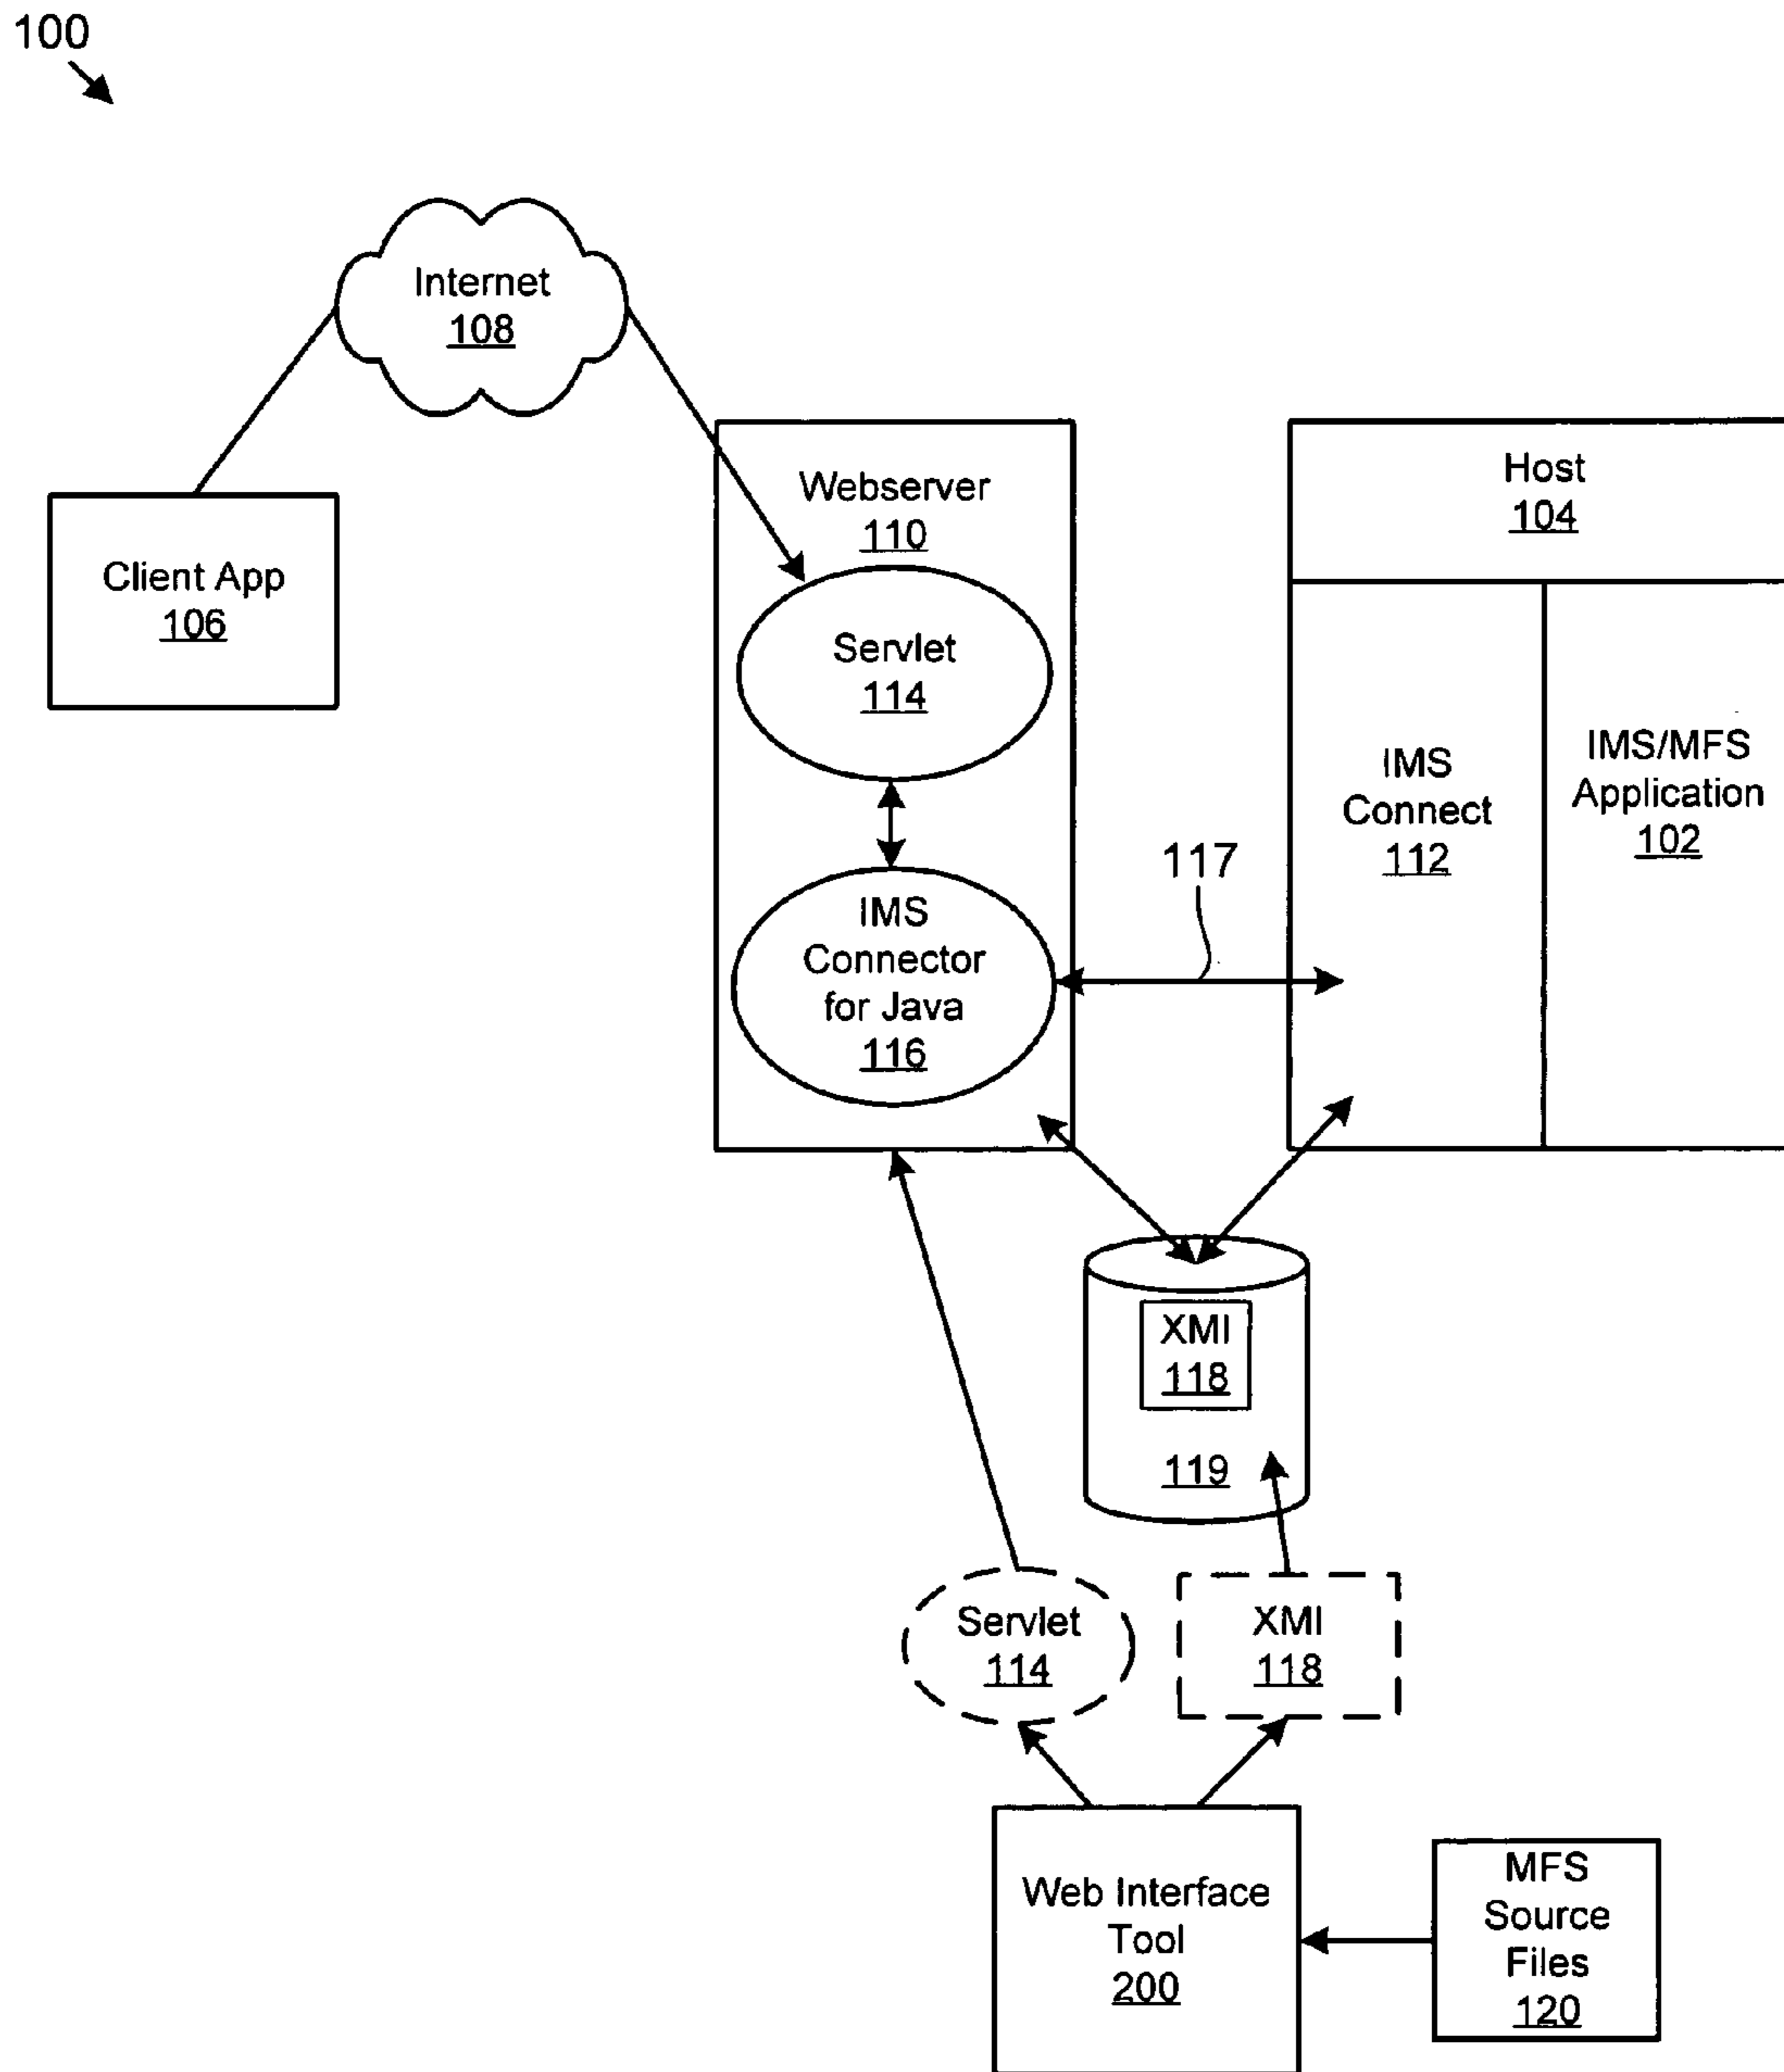 100
Internet
108
Client App
106
Webserver
110
Servlet
114
IMS
Connector
for Java
116
117
Host
104
IMS
Connect
112
IMS/MFS
Application
102
XMI
118
119
Servlet
114
XMI
118
Web Interface
Tool
200
MFS
Source
Files
120